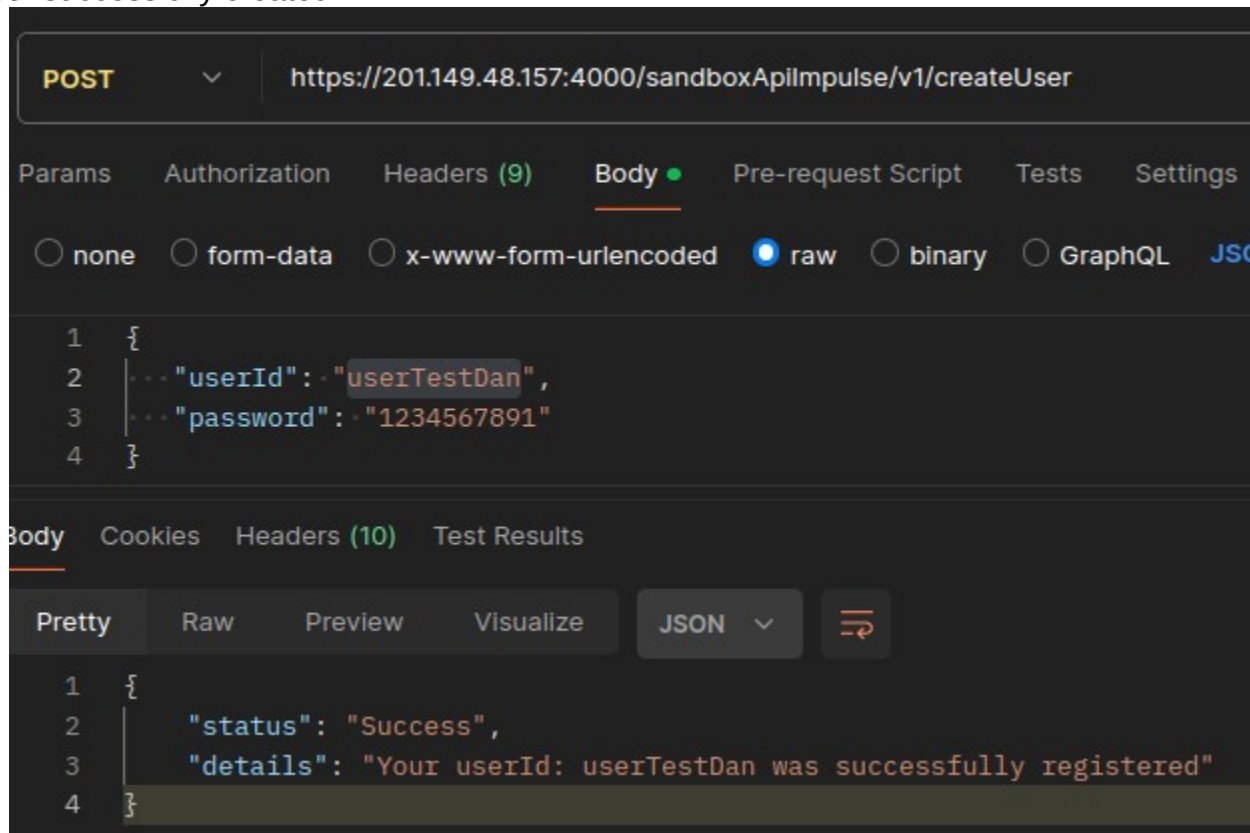 successfully created
POST https://201.149.48.157:4000/sandboxApiImpulse/v1/createUser
Params Authorization Headers (9) Body Pre-request Script Tests Settings
none form-data x-www-form-urlencoded raw binary GraphQL
1 {
2 "userId": "userTestDan",
3 "password": "1234567891"
4 }
Body Cookies Headers (10) Test Results
Pretty Raw Preview Visualize JSON
1 {
2 "status": "Success",
3 "details": "Your userId: userTestDan was successfully registered"
4 }